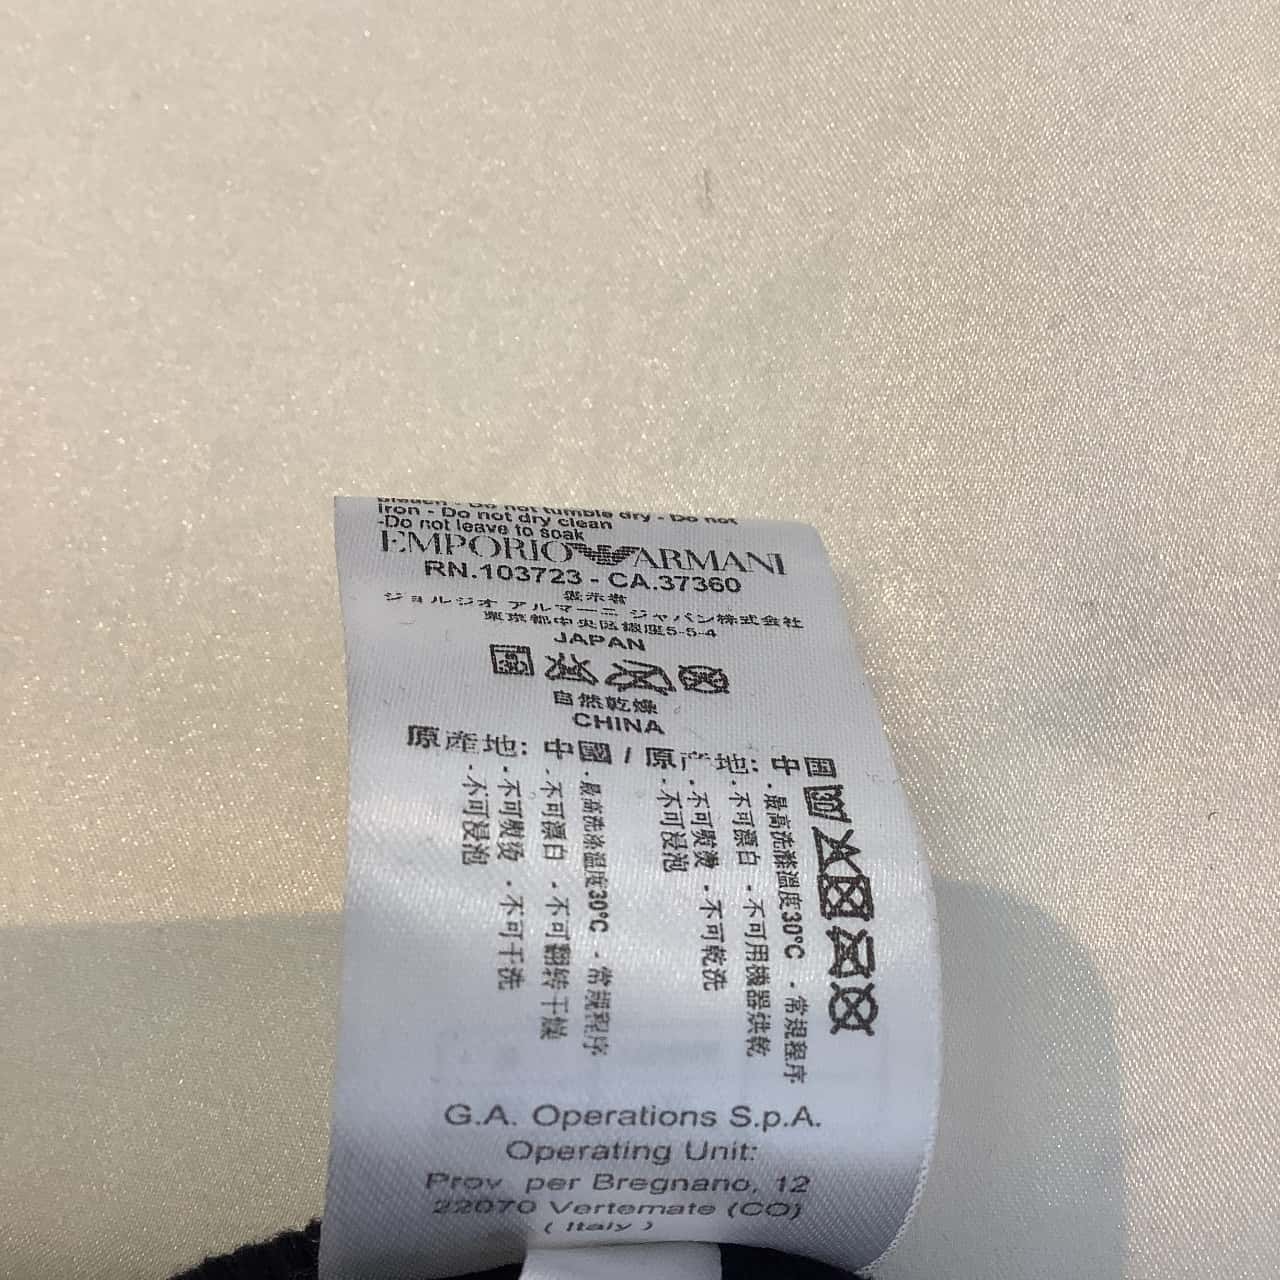 Bleach - Do not tumble dry - Do not
Iron - Do not dry clean
-Do not leave to soak
EMPORIO ARMANI
RN.103723 - CA.37360
表示者
ジョルジオ アルマーニ ジャパン株式会社
東京都中央区銀座5-5-4
JAPAN
自然乾燥
CHINA
原產地: 中國 / 原产地: 中国
· 最高洗滌溫度30°C - 常規程序
· 不可漂白 · 不可用機器烘乾
· 不可熨燙 · 不可乾洗
· 不可浸泡
· 最高洗涤温度30°C - 常规程序
· 不可漂白 · 不可翻转干燥
· 不可熨烫 · 不可干洗
· 不可浸泡
G.A. Operations S.p.A.
Operating Unit:
Prov. per Bregnano, 12
22070 Vertemate (CO)
( Italy )